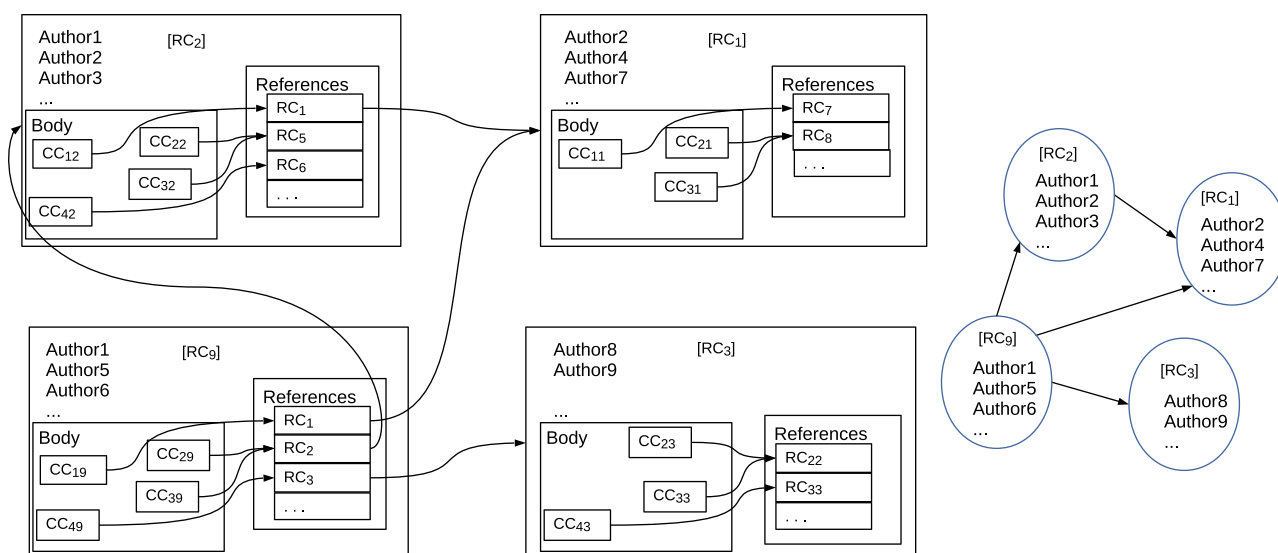 Author1 [RC2]
Author2
Author3
...
References
RC1
RC5
RC6
...
Body
CC12
CC22
CC32
CC42
Author2 [RC1]
Author4
Author7
...
References
RC7
RC8
...
Body
CC11
CC21
CC31
Author1 [RC9]
Author5
Author6
...
References
RC1
RC2
RC3
...
Body
CC19
CC29
CC39
CC49
Author8 [RC3]
Author9
...
References
RC22
RC33
...
Body
CC23
CC33
CC43
[RC2]
Author1
Author2
Author3
...
[RC1]
Author2
Author4
Author7
...
[RC9]
Author1
Author5
Author6
...
[RC3]
Author8
Author9
...